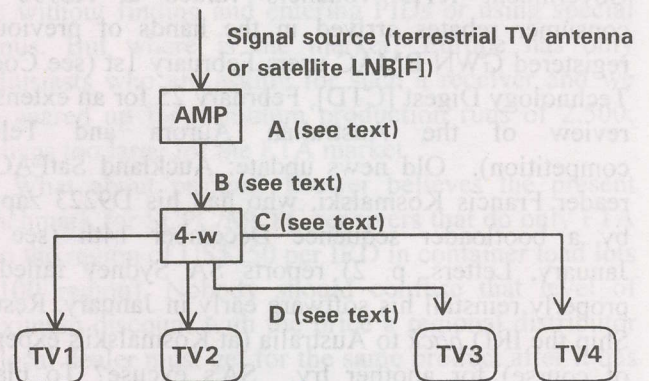 Signal source (terrestrial TV antenna
or satellite LNB[F])
AMP
A (see text)
B (see text)
4-w
C (see text)
D (see text)
TV1
TV2
TV3
TV4